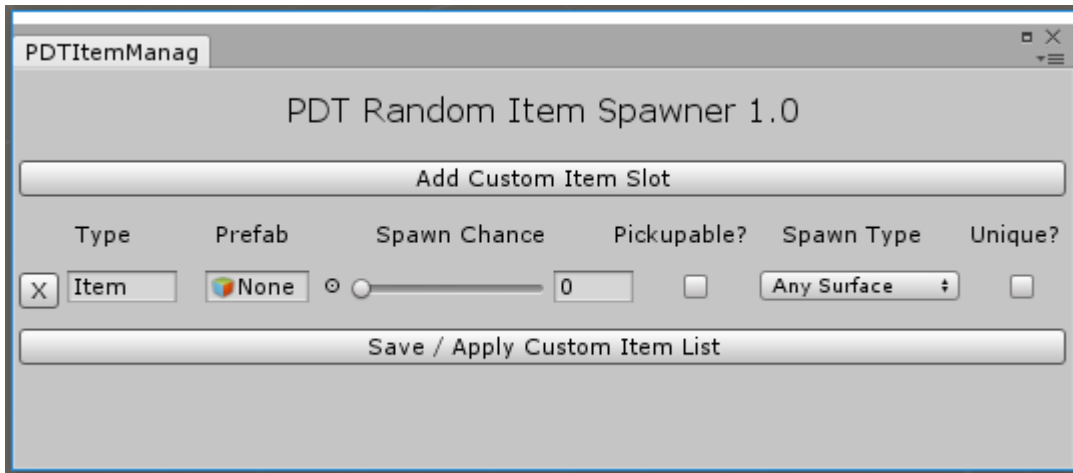 PDTItemManag
PDT Random Item Spawner 1.0
Add Custom Item Slot
Type Prefab Spawn Chance Pickupable? Spawn Type Unique?
X Item None 0 Any Surface
Save / Apply Custom Item List